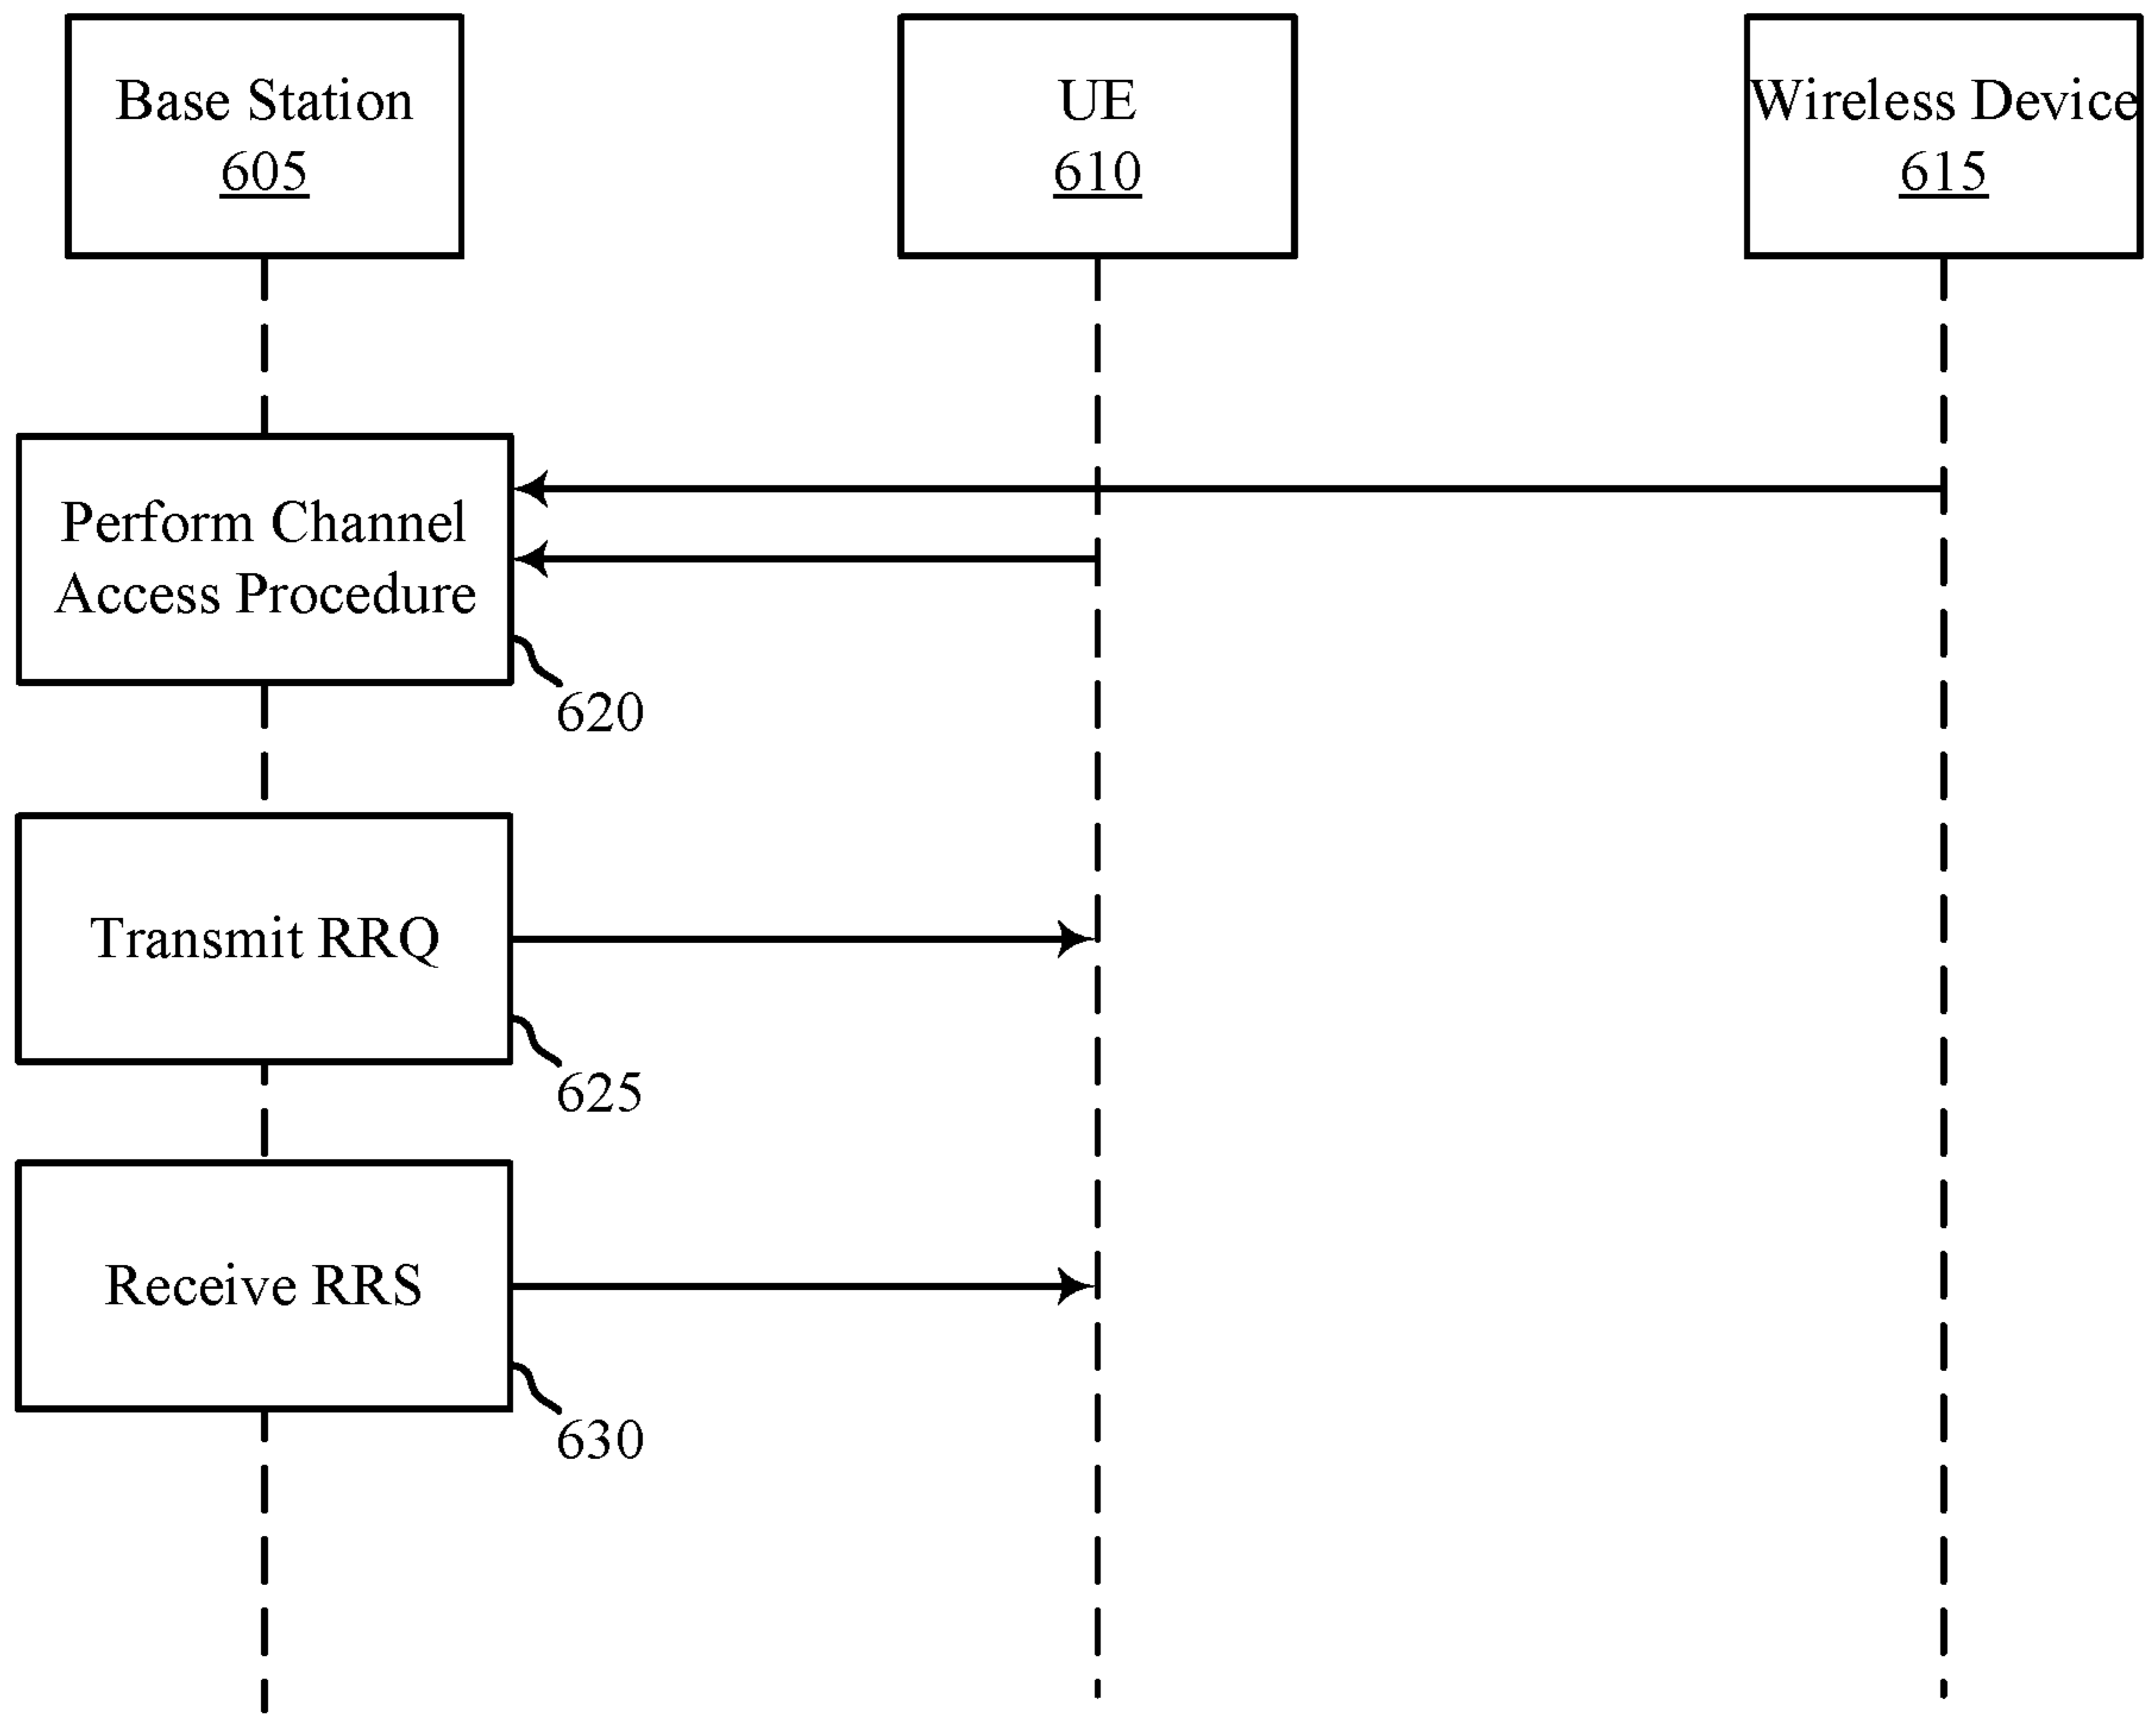 Base Station
605
UE
610
Wireless Device
615
Perform Channel
Access Procedure
620
Transmit RRQ
625
Receive RRS
630